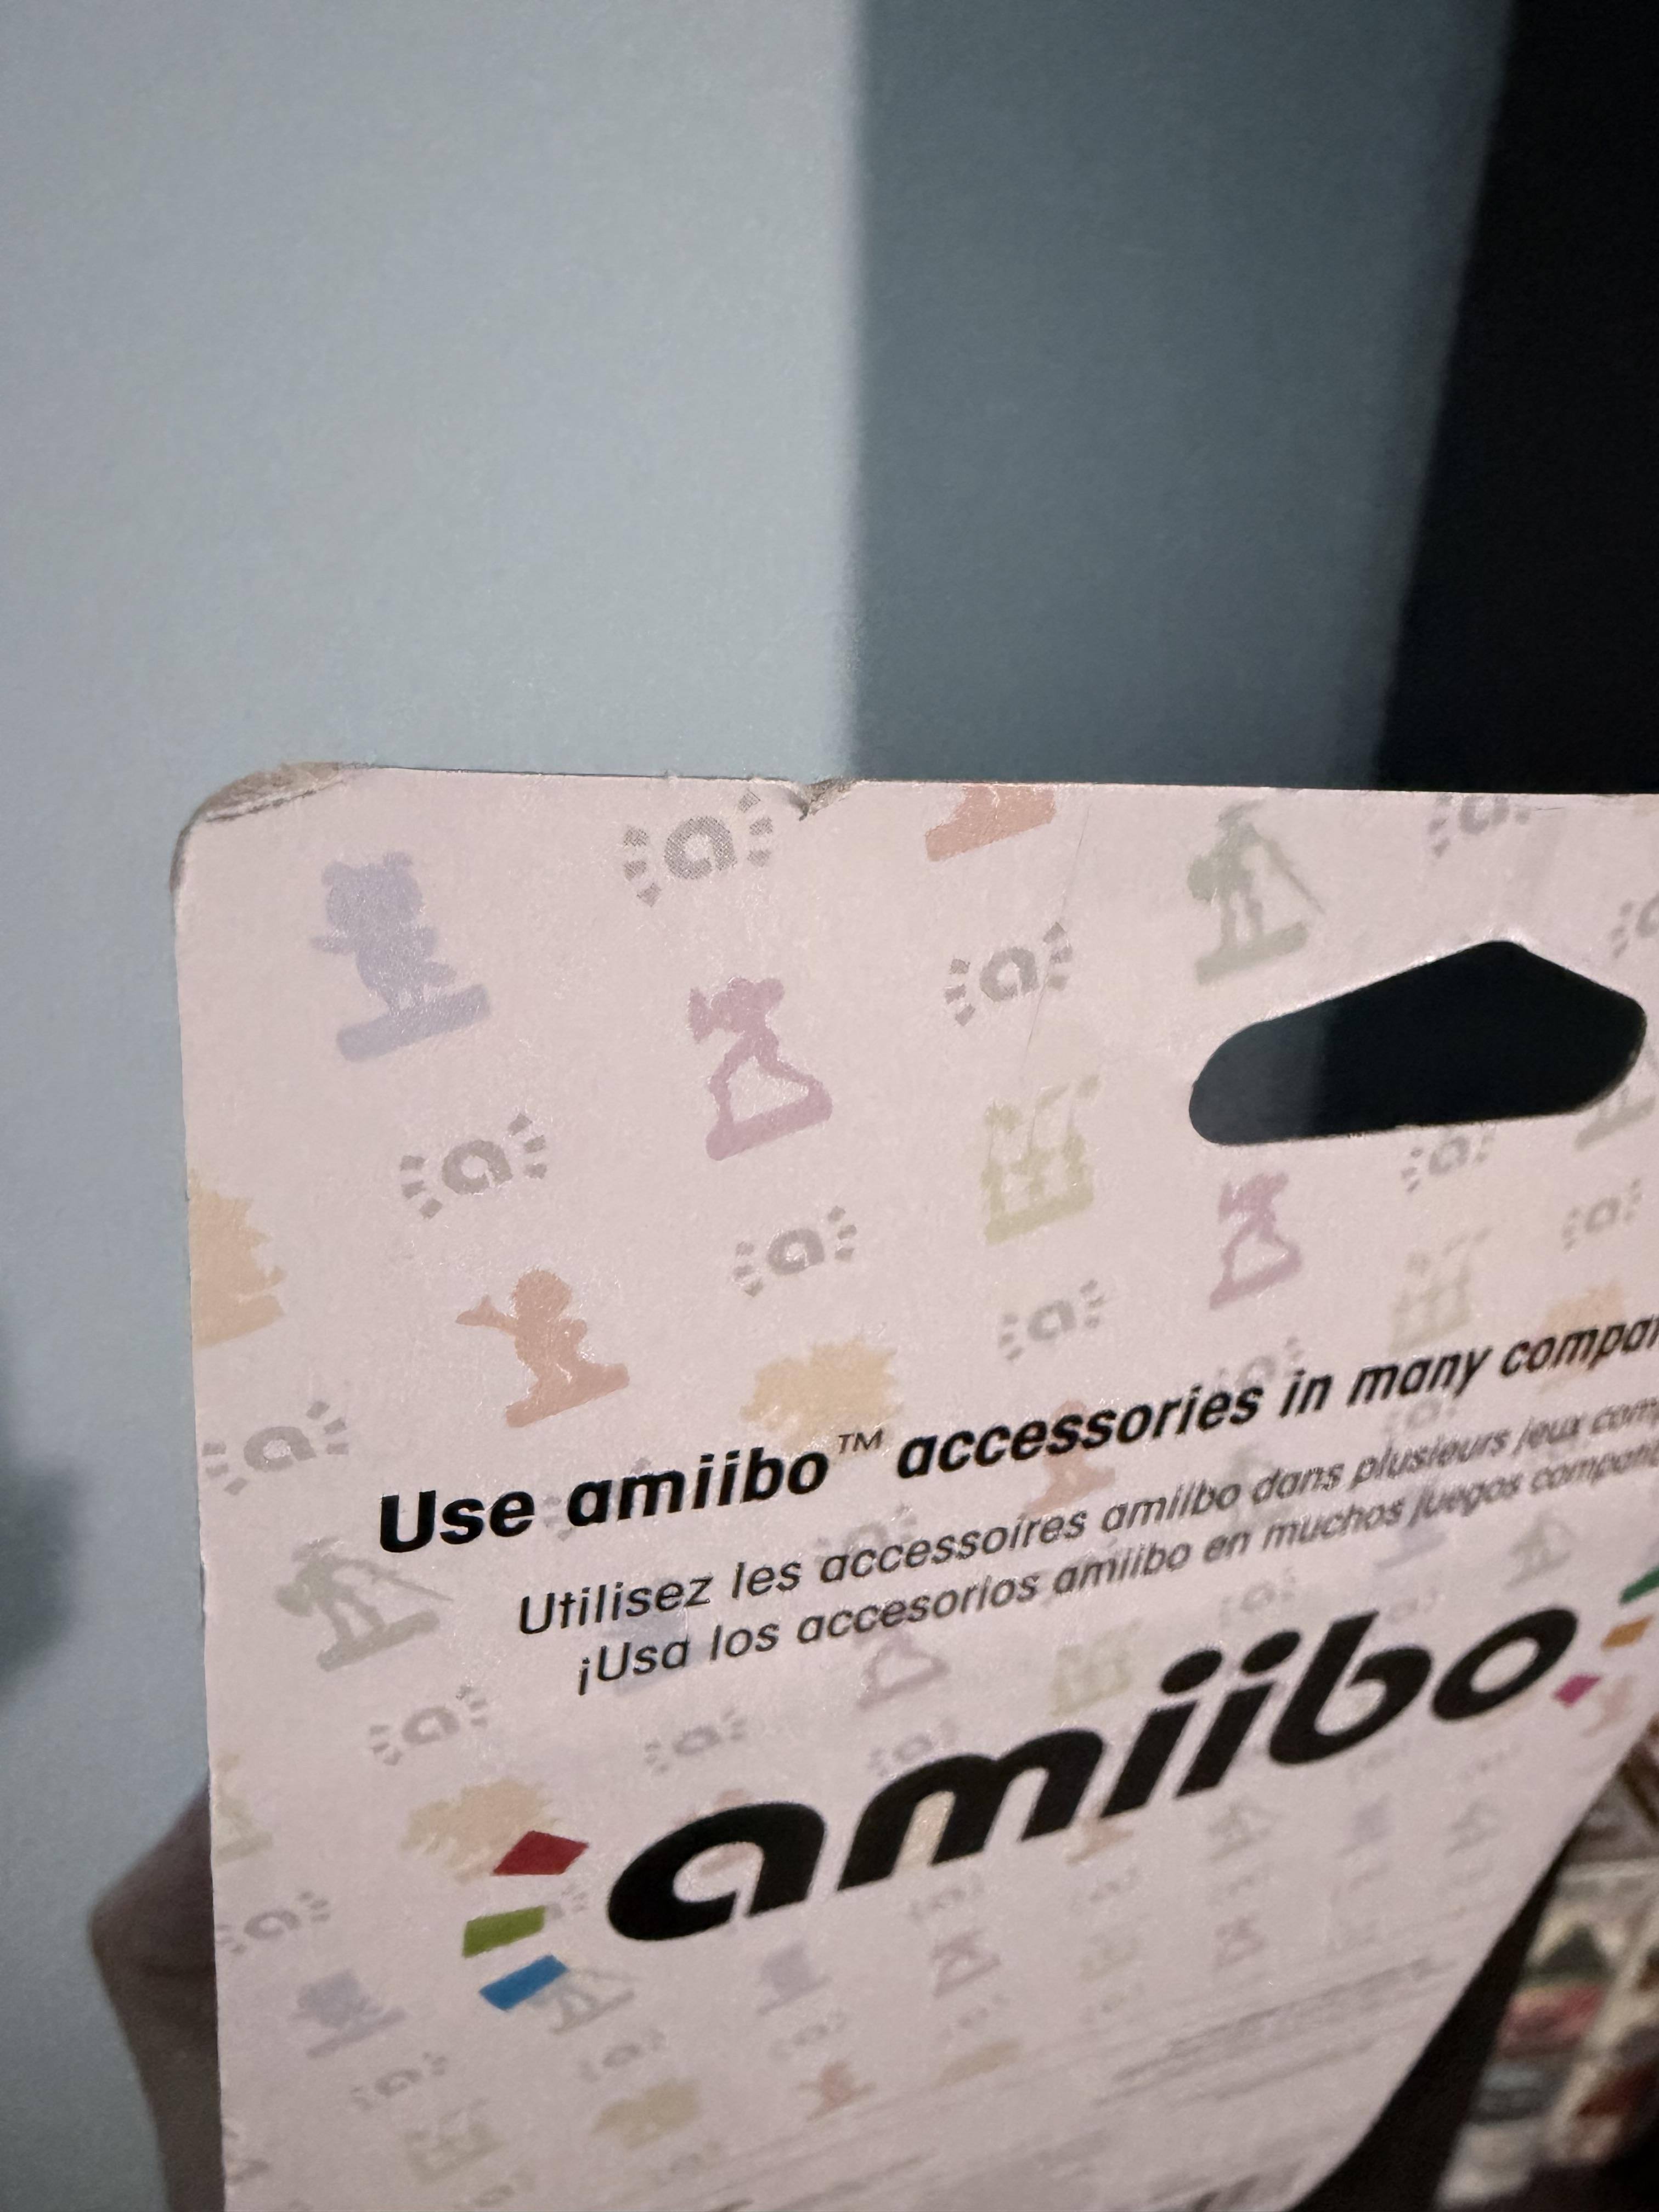 Use amiibo™ accessories in many
Utilisez les accessoires amiibo dans plusieurs jeux
¡Usa los accesorios amiibo en muchos juegos
amiibo